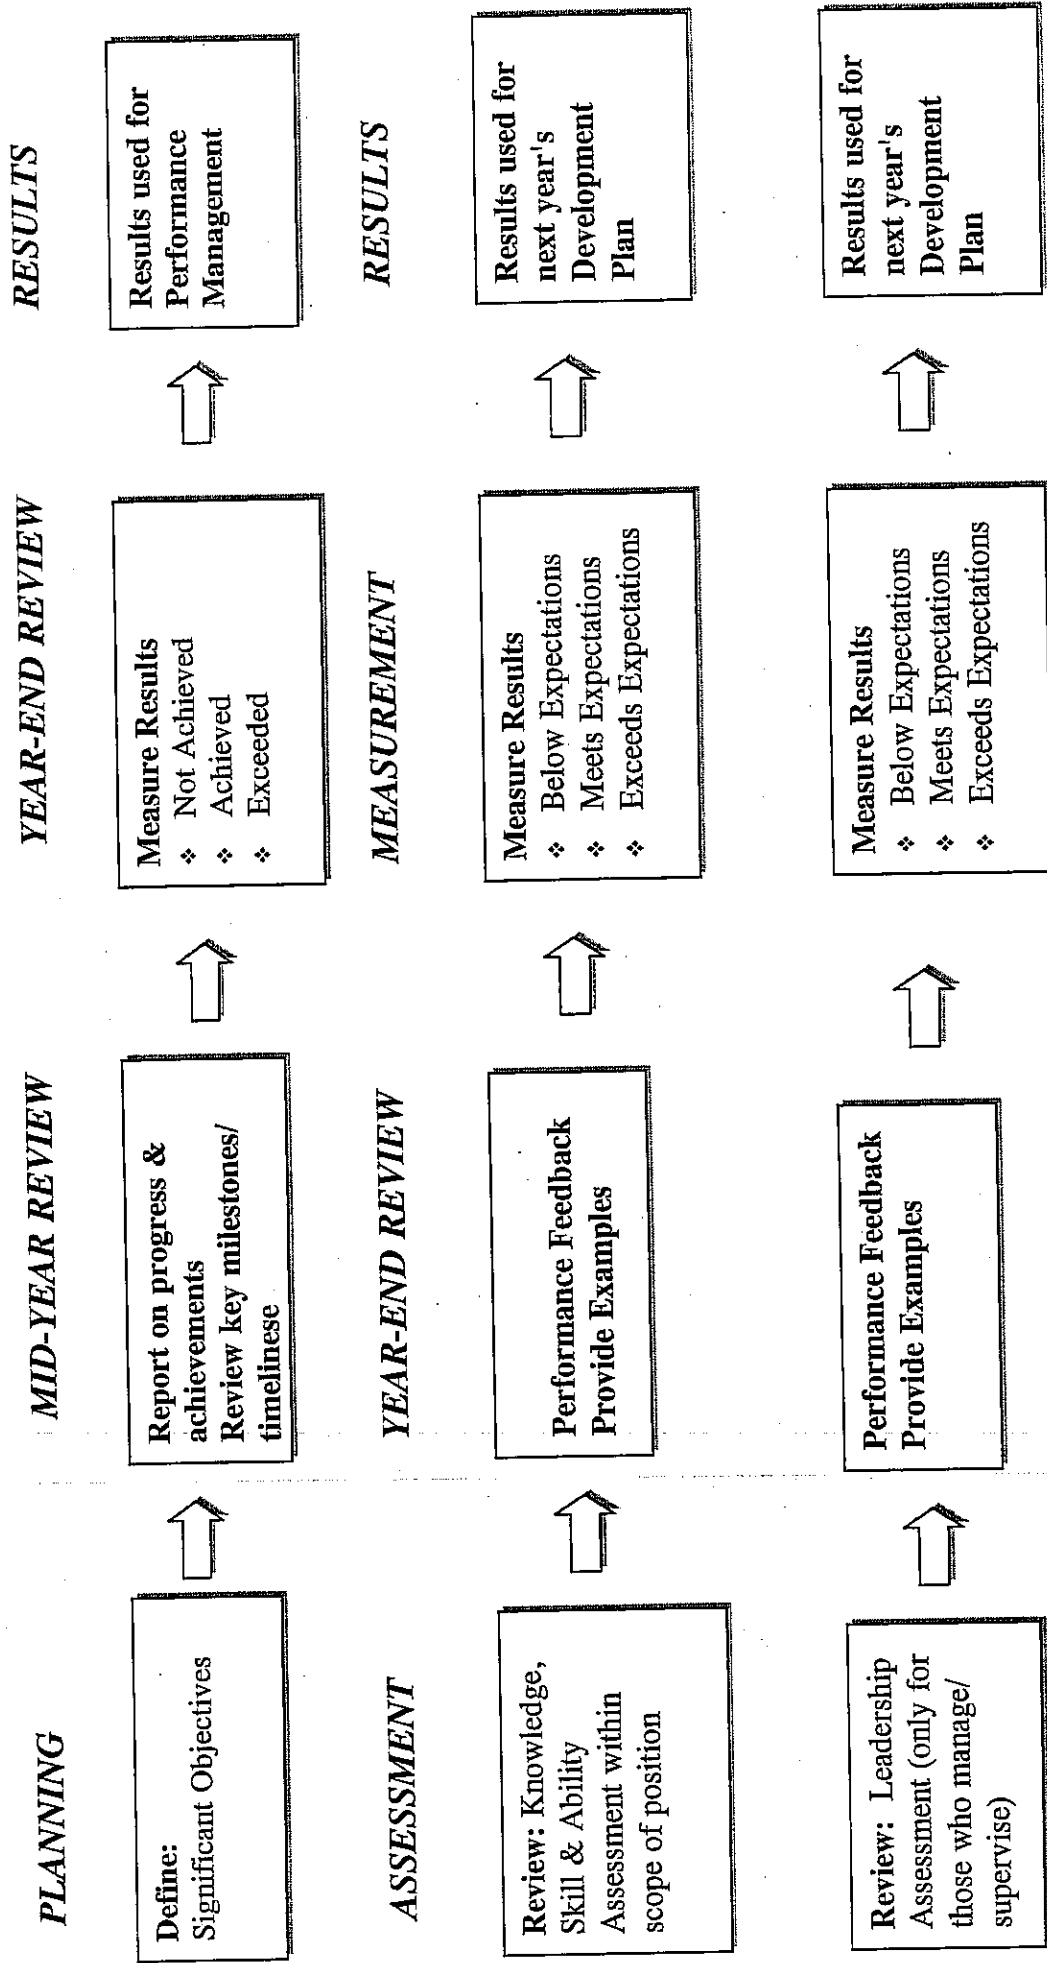 PLANNING
MID-YEAR REVIEW
YEAR-END REVIEW
RESULTS
Define:
Significant Objectives
Report on progress &
achievements
Review key milestones/
timelinese
Measure Results
❖ Not Achieved
❖ Achieved
❖ Exceeded
Results used for
Performance
Management
ASSESSMENT
YEAR-END REVIEW
MEASUREMENT
RESULTS
Review: Knowledge,
Skill & Ability
Assessment within
scope of position
Performance Feedback
Provide Examples
Measure Results
❖ Below Expectations
❖ Meets Expectations
❖ Exceeds Expectations
Results used for
next year's
Development
Plan
Review: Leadership
Assessment (only for
those who manage/
supervise)
Performance Feedback
Provide Examples
Measure Results
❖ Below Expectations
❖ Meets Expectations
❖ Exceeds Expectations
Results used for
next year's
Development
Plan